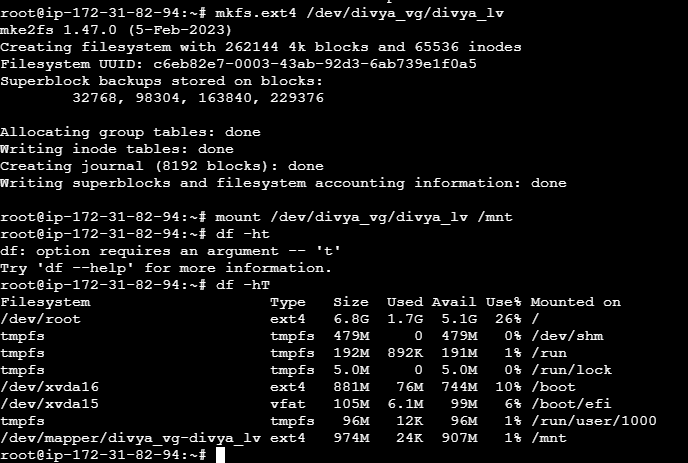 root@ip-172-31-82-94:~# mkfs.ext4 /dev/divya_vg/divya_lv
mke2fs 1.47.0 (5-Feb-2023)
Creating filesystem with 262144 4k blocks and 65536 inodes
Filesystem UUID: c6eb82e7-0003-43ab-92d3-6ab739e1f0a5
Superblock backups stored on blocks:
        32768, 98304, 163840, 229376

Allocating group tables: done
Writing inode tables: done
Creating journal (8192 blocks): done
Writing superblocks and filesystem accounting information: done

root@ip-172-31-82-94:~# mount /dev/divya_vg/divya_lv /mnt
root@ip-172-31-82-94:~# df -ht
df: option requires an argument -- 't'
Try 'df --help' for more information.
root@ip-172-31-82-94:~# df -hT
Filesystem                    Type   Size  Used Avail Use% Mounted on
/dev/root                     ext4   6.8G  1.7G  5.1G  26% /
tmpfs                         tmpfs  479M     0  479M   0% /dev/shm
tmpfs                         tmpfs  192M  892K  191M   1% /run
tmpfs                         tmpfs  5.0M     0  5.0M   0% /run/lock
/dev/xvda16                   ext4   881M   76M  744M  10% /boot
/dev/xvda15                   vfat   105M  6.1M   99M   6% /boot/efi
tmpfs                         tmpfs   96M   12K   96M   1% /run/user/1000
/dev/mapper/divya_vg-divya_lv ext4   974M   24K  907M   1% /mnt
root@ip-172-31-82-94:~#